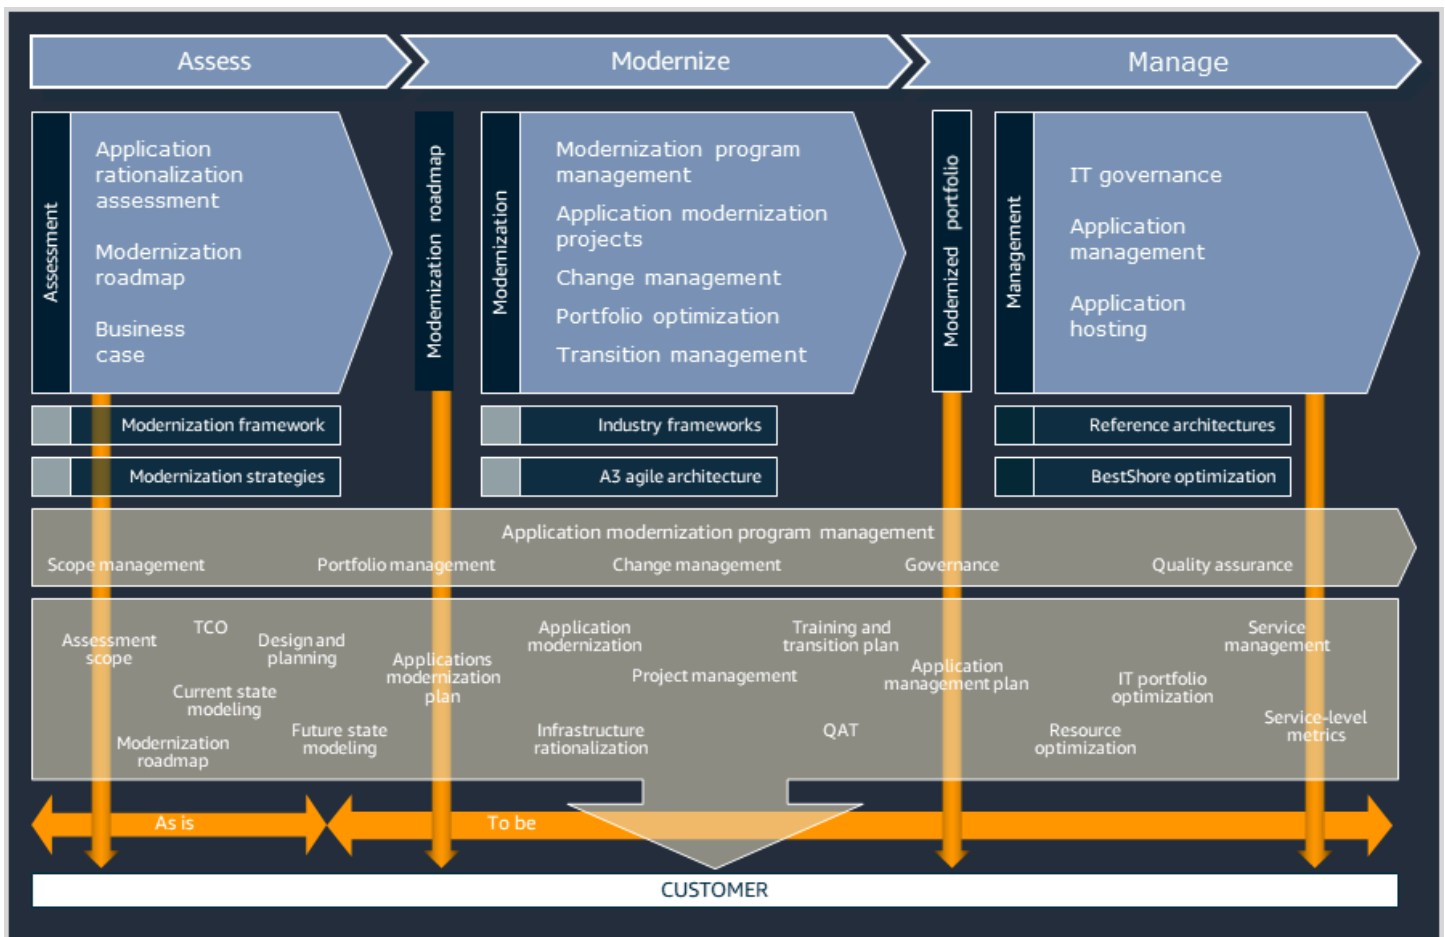 Assess
Modernize
Manage
Assessment
Application
rationalization
assessment
Modernization
roadmap
Business
case
Modernization roadmap
Modernization
Modernization program
management
Application modernization
projects
Change management
Portfolio optimization
Transition management
Modernized portfolio
Management
IT governance
Application
management
Application
hosting
Modernization framework
Industry frameworks
Reference architectures
Modernization strategies
A3 agile architecture
BestShore optimization
Application modernization program management
Scope management
Portfolio management
Change management
Governance
Quality assurance
Assessment
scope
TCO
Design and
planning
Current state
modeling
Modernization
roadmap
Future state
modeling
Applications
modernization
plan
Application
modernization
Project management
Infrastructure
rationalization
Training and
transition plan
QAT
Application
management plan
Resource
optimization
IT portfolio
optimization
Service
management
Service-level
metrics
As is
To be
CUSTOMER